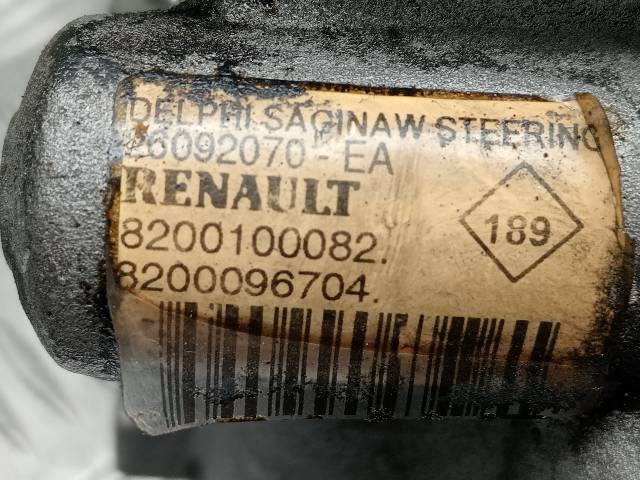 DELPHI SAGINAW STEERING
26092070 - EA
RENAULT
189
8200100082.
8200096704.